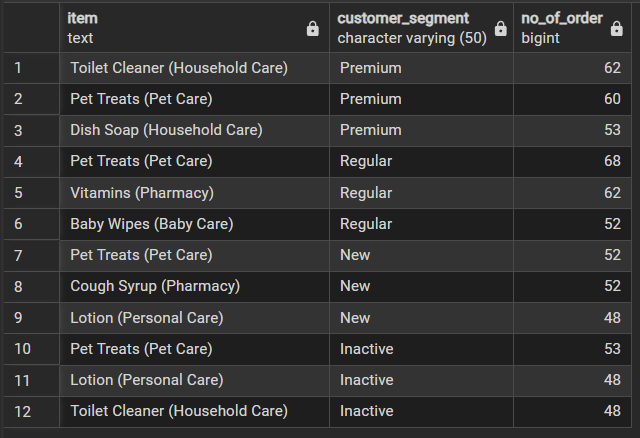 item customer_segment no_of_order
text character varying (50) bigint
1 Toilet Cleaner (Household Care) Premium 62
2 Pet Treats (Pet Care) Premium 60
3 Dish Soap (Household Care) Premium 53
4 Pet Treats (Pet Care) Regular 68
5 Vitamins (Pharmacy) Regular 62
6 Baby Wipes (Baby Care) Regular 52
7 Pet Treats (Pet Care) New 52
8 Cough Syrup (Pharmacy) New 52
9 Lotion (Personal Care) New 48
10 Pet Treats (Pet Care) Inactive 53
11 Lotion (Personal Care) Inactive 48
12 Toilet Cleaner (Household Care) Inactive 48